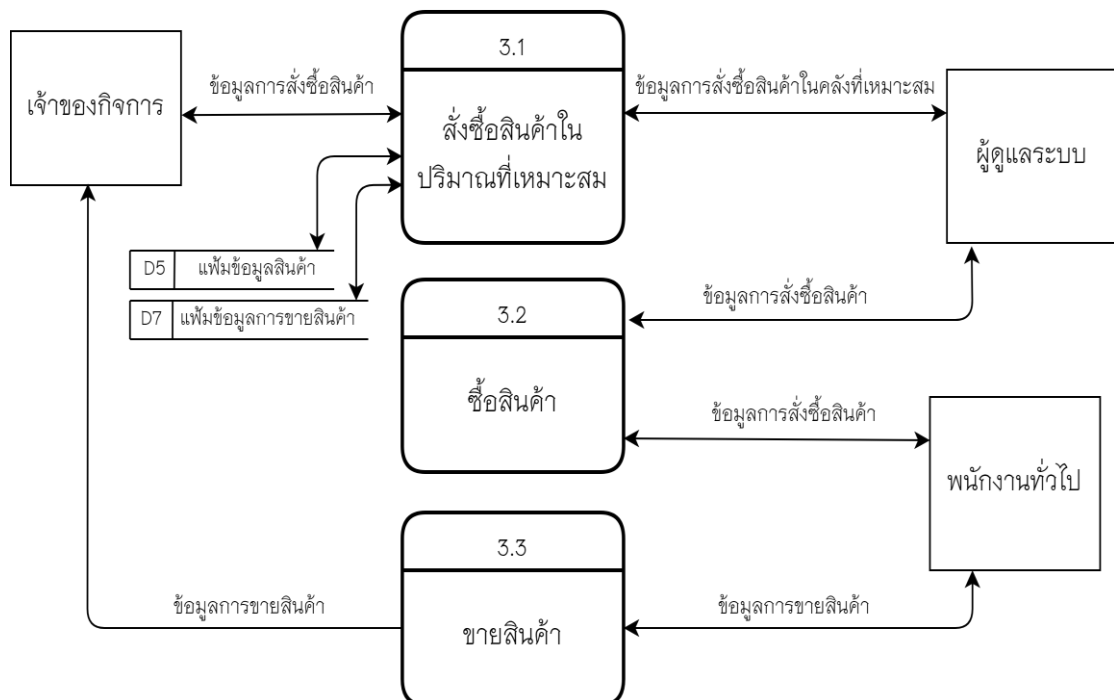 3.1
ข้อมูลการสั่งซื้อสินค้า
ข้อมูลการสั่งซื้อสินค้าในคลังที่เหมาะสม
เจ้าของกิจการ
สั่งซื้อสินค้าใน
ปริมาณที่เหมาะสม
ผู้ดูแลระบบ
D5 แฟ้มข้อมูลสินค้า
D7 แฟ้มข้อมูลการขายสินค้า
ข้อมูลการสั่งซื้อสินค้า
3.2
ซื้อสินค้า
ข้อมูลการสั่งซื้อสินค้า
พนักงานทั่วไป
3.3
ข้อมูลการขายสินค้า
ขายสินค้า
ข้อมูลการขายสินค้า